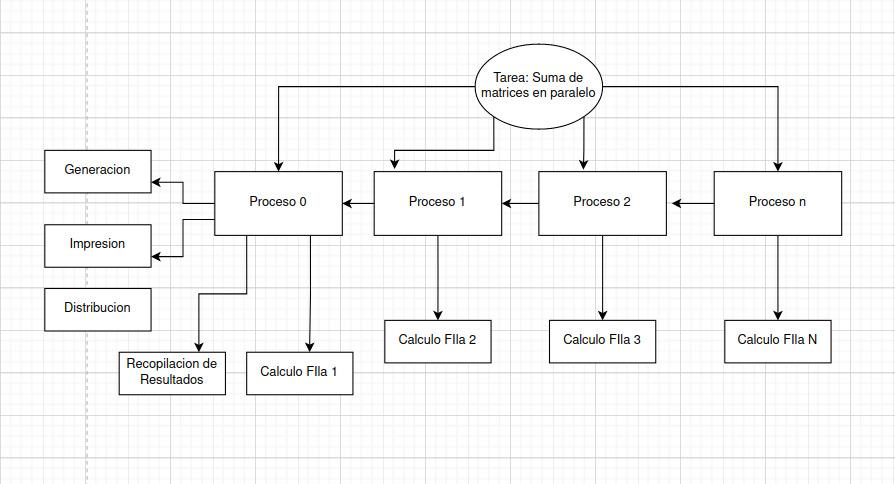 Tarea: Suma de
matrices en paralelo
Generacion
Proceso 0
Proceso 1
Proceso 2
Proceso n
Impresion
Distribucion
Calculo FIla 2
Calculo FIla 3
Calculo FIla N
Recopilacion de
Resultados
Calculo FIla 1